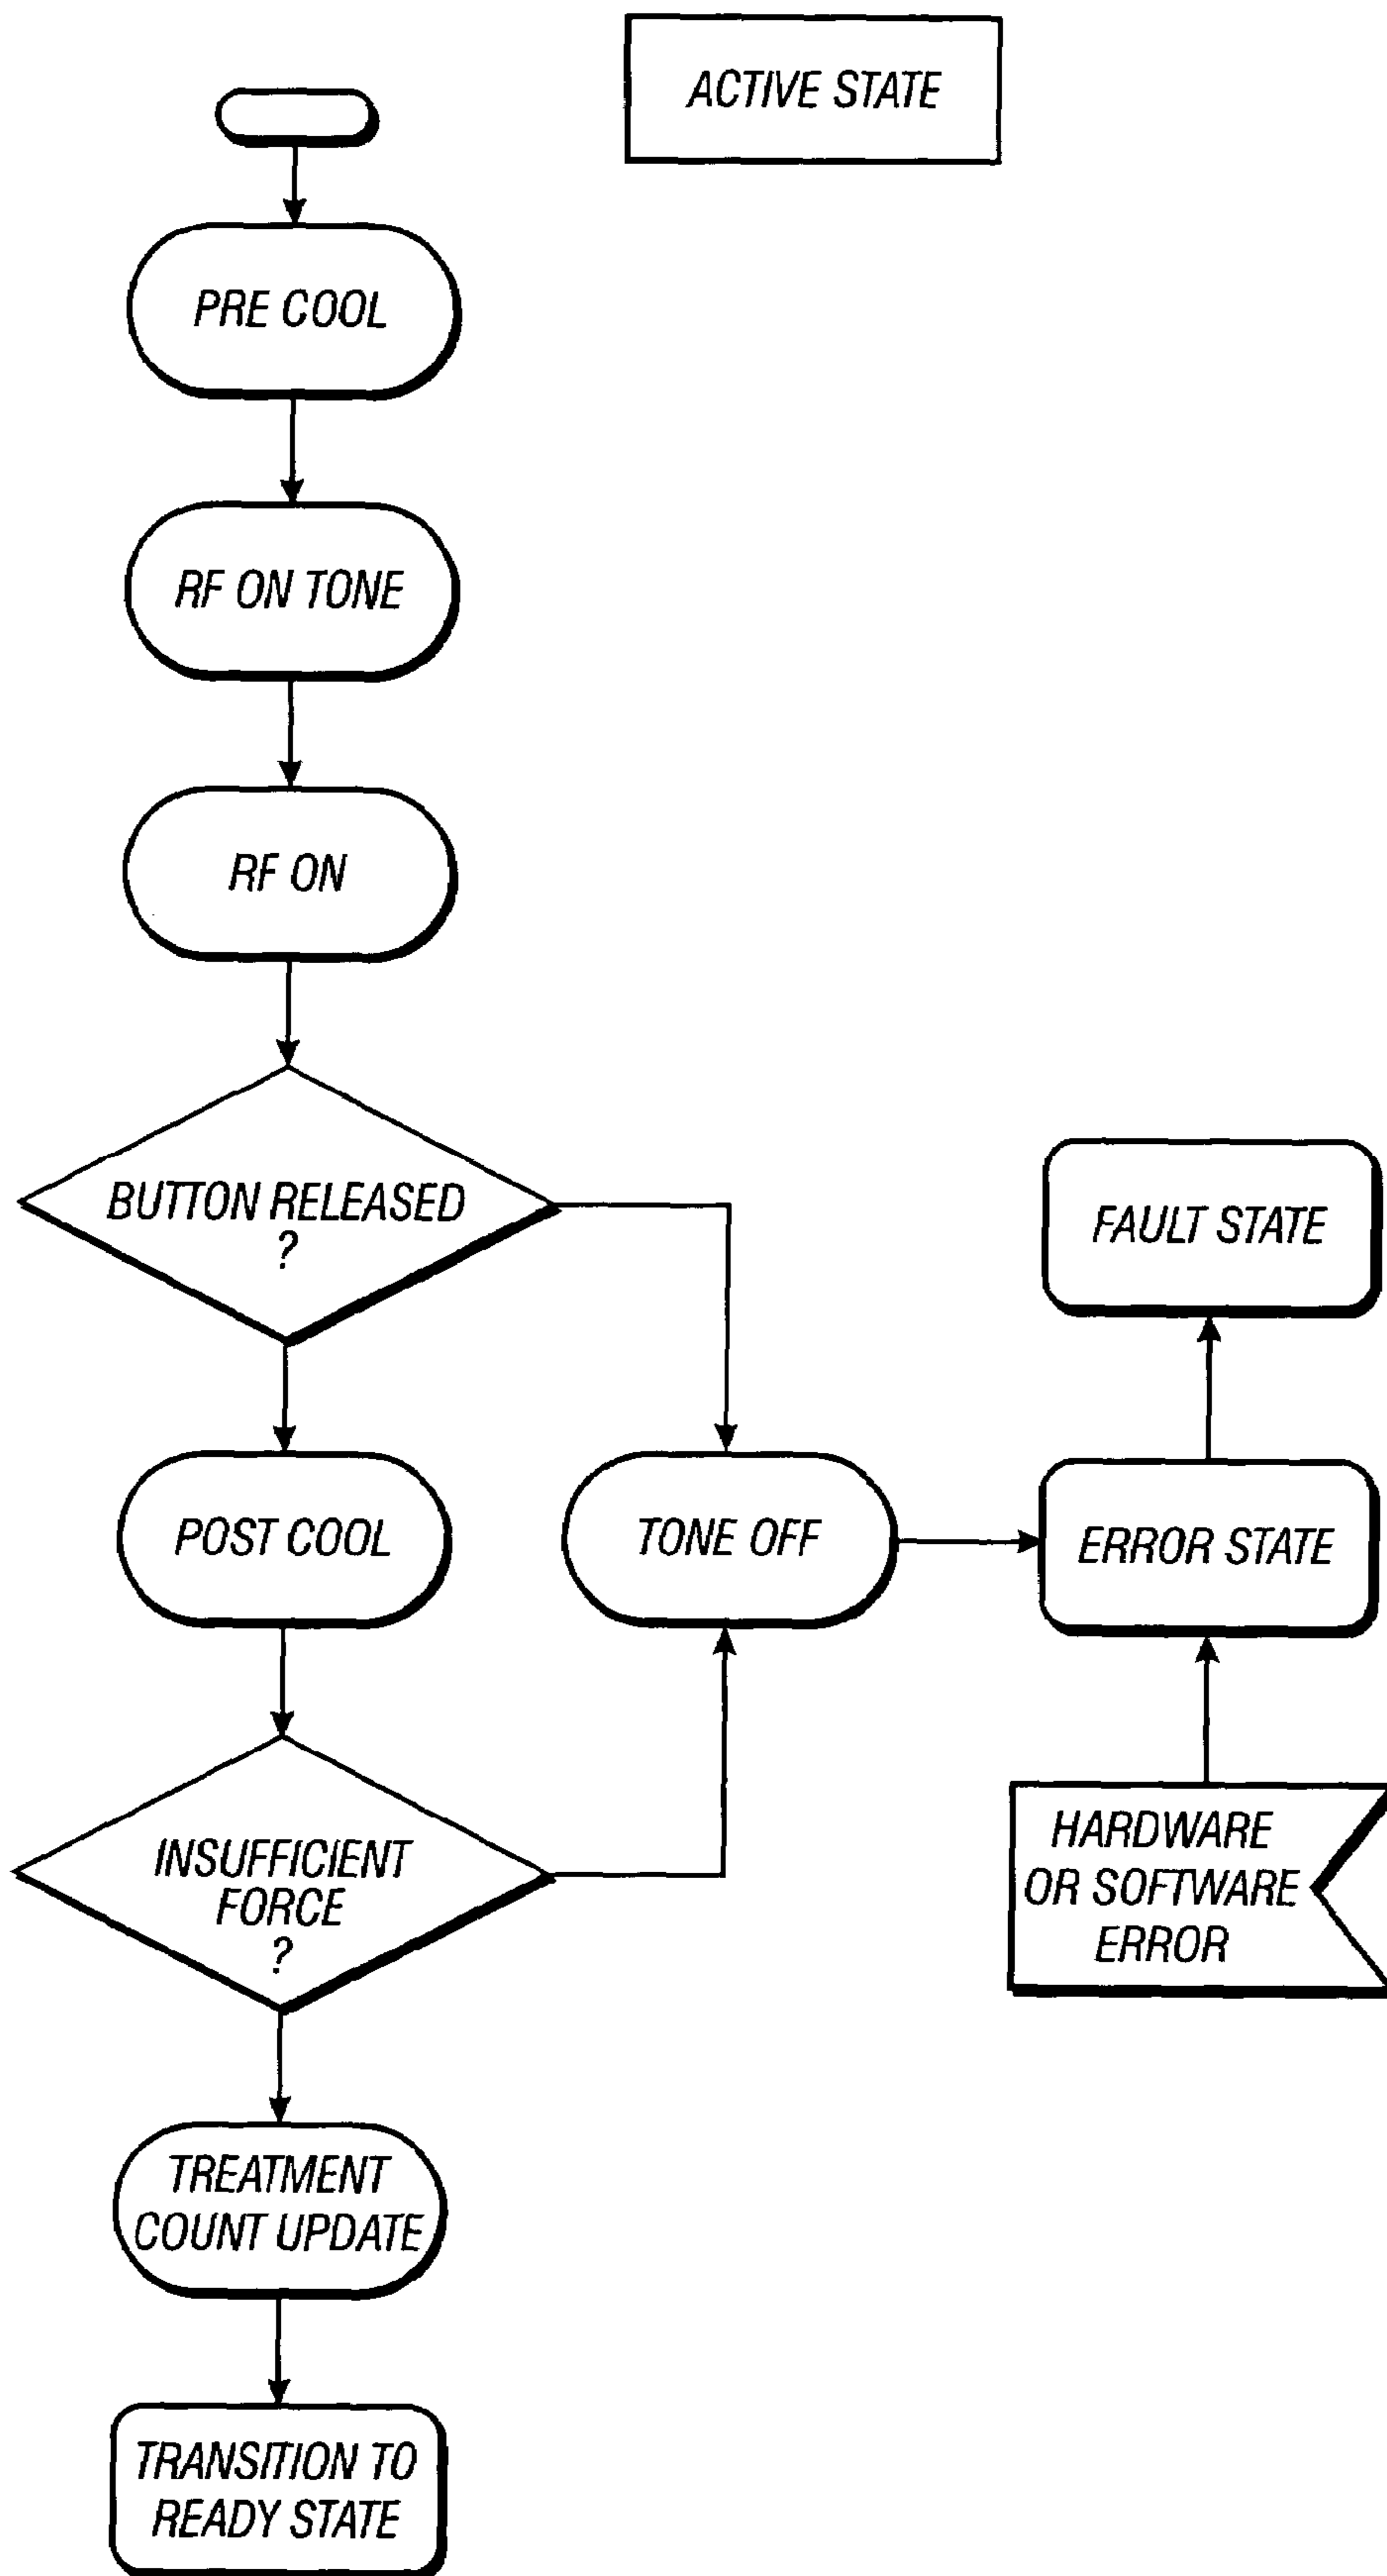 ACTIVE STATE
PRE COOL
RF ON TONE
RF ON
BUTTON RELEASED
?
POST COOL
TONE OFF
FAULT STATE
ERROR STATE
HARDWARE
OR SOFTWARE
ERROR
INSUFFICIENT
FORCE
?
TREATMENT
COUNT UPDATE
TRANSITION TO
READY STATE